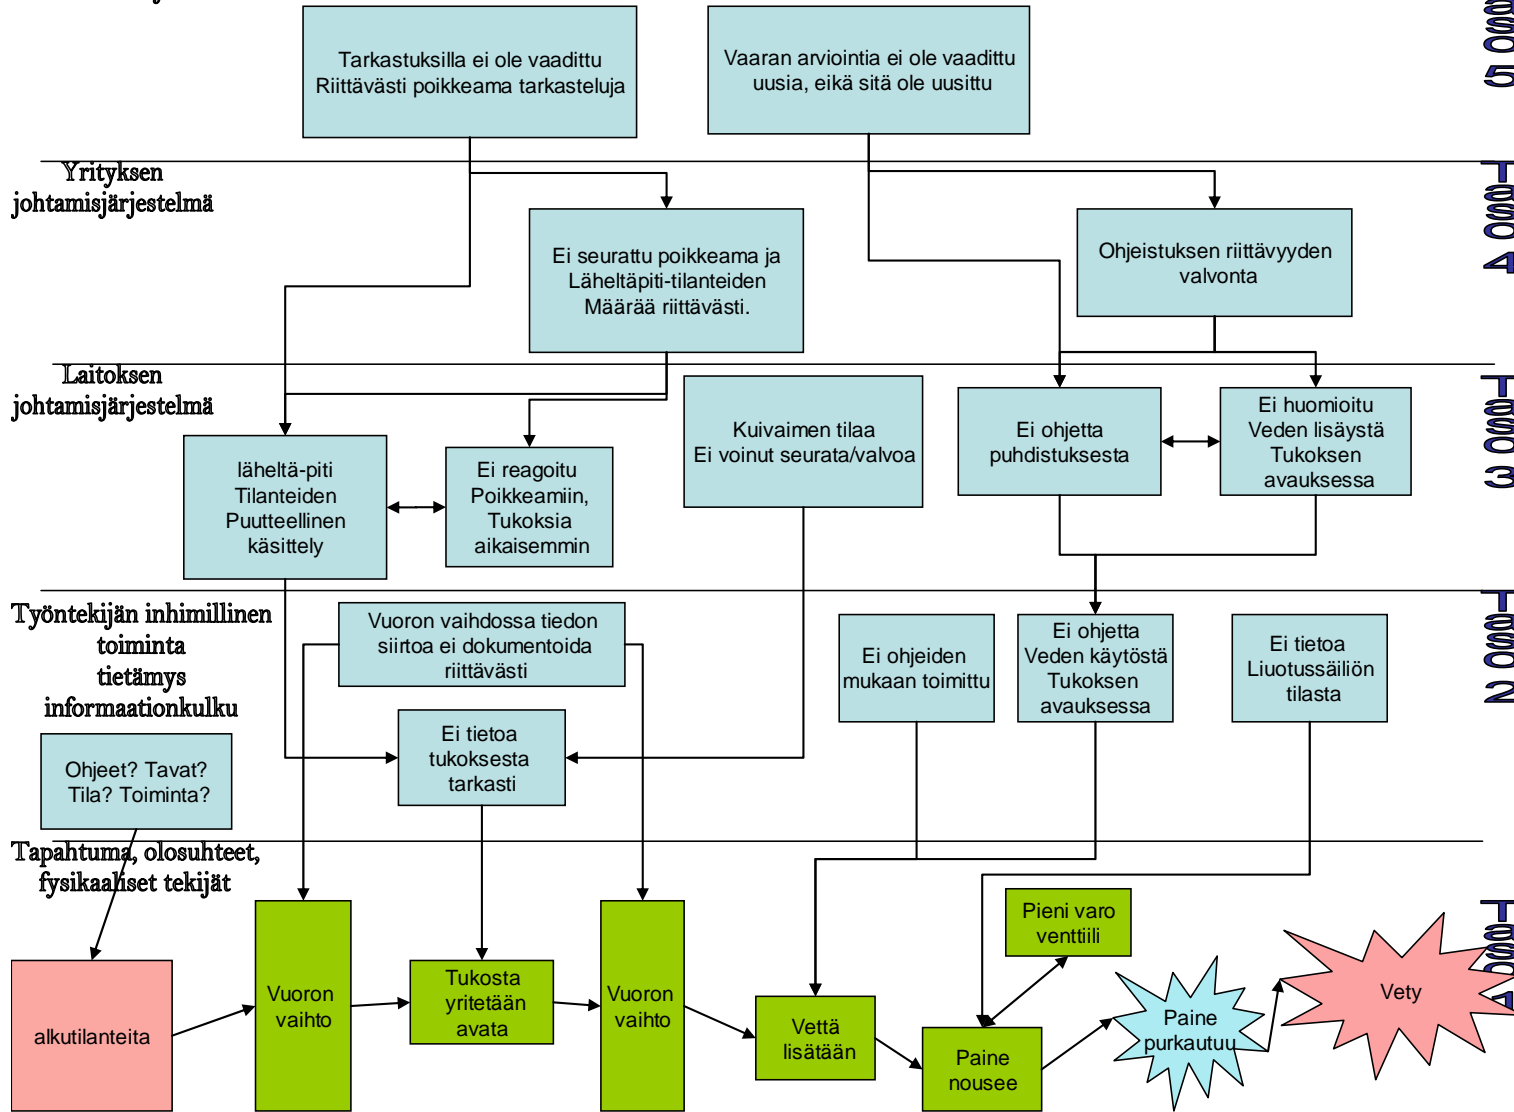 Tarkastuksilla ei ole vaadittu
Riittävästi poikkeama tarkasteluja
Vaaran arviointia ei ole vaadittu
uusia, eikä sitä ole uusittu
Taso 5
Yrityksen
johtamisjärjestelmä
Ei seurattu poikkeama ja
Läheltäpiti-tilanteiden
Määrää riittävästi.
Ohjeistuksen riittävyyden
valvonta
Taso 4
Laitoksen
johtamisjärjestelmä
läheltä-piti
Tilanteiden
Puutteellinen
käsittely
Ei reagoitu
Poikkeamiin,
Tukoksia
aikaisemmin
Kuivaimen tilaa
Ei voinut seurata/valvoa
Ei ohjetta
puhdistuksesta
Ei huomioitu
Veden lisäystä
Tukoksen
avauksessa
Taso 3
Työntekijän inhimillinen
toiminta
tietämys
informaationkulku
Vuoron vaihdossa tiedon
siirtoa ei dokumentoida
riittävästi
Ei ohjeiden
mukaan toimittu
Ei ohjetta
Veden käytöstä
Tukoksen
avauksessa
Ei tietoa
Liuotussäiliön
tilasta
Taso 2
Ohjeet? Tavat?
Tila? Toiminta?
Ei tietoa
tukoksesta
tarkasti
Tapahtuma, olosuhteet,
fysikaaliset tekijät
alkutilanteita
Vuoron
vaihto
Tukosta
yritetään
avata
Vuoron
vaihto
Vettä
lisätään
Paine
nousee
Pieni varo
venttiili
Paine
purkautuu
Vety
Taso 1